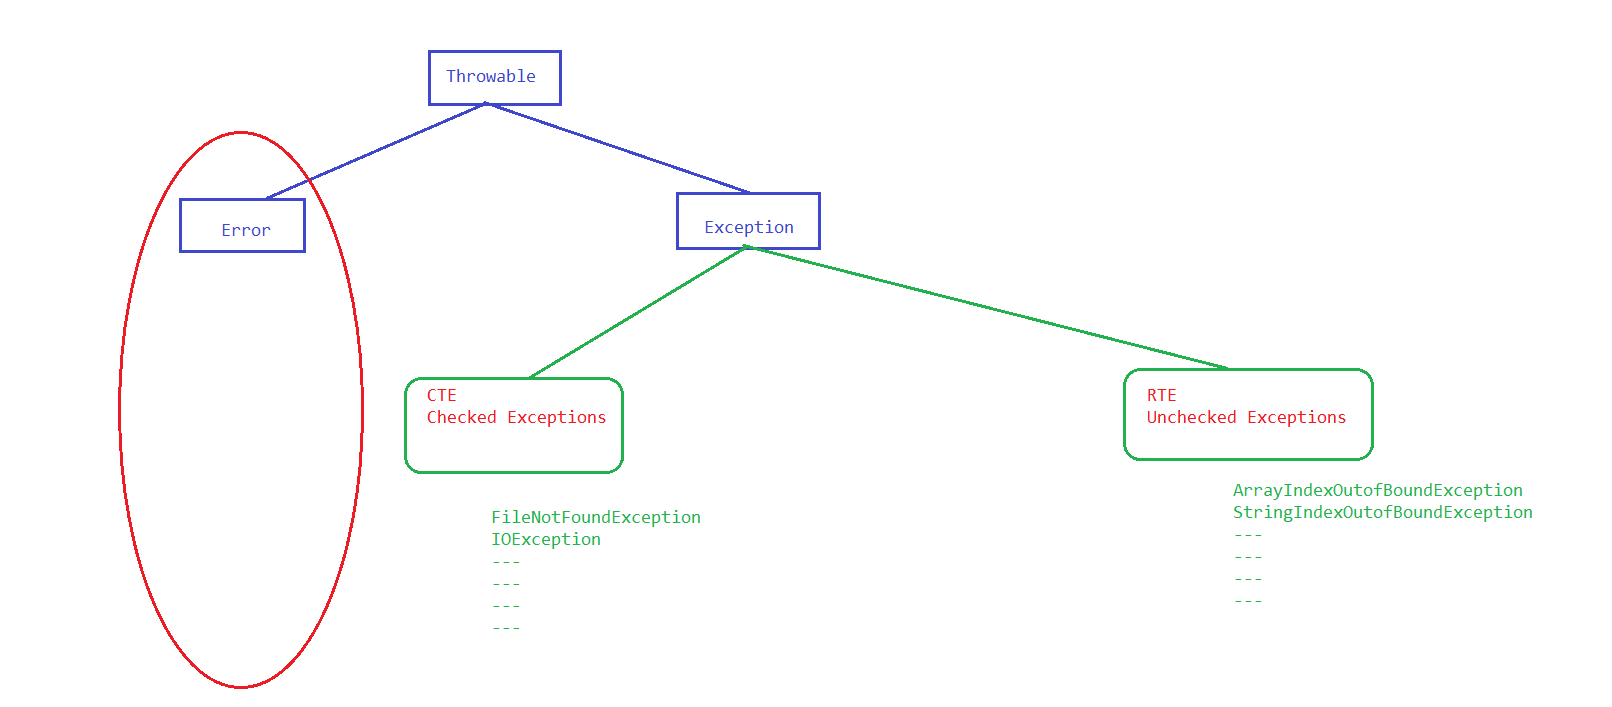 Throwable
Error
Exception
CTE
Checked Exceptions
RTE
Unchecked Exceptions
FileNotFoundException
IOException
---
---
---
---
ArrayIndexOutofBoundException
StringIndexOutofBoundException
---
---
---
---